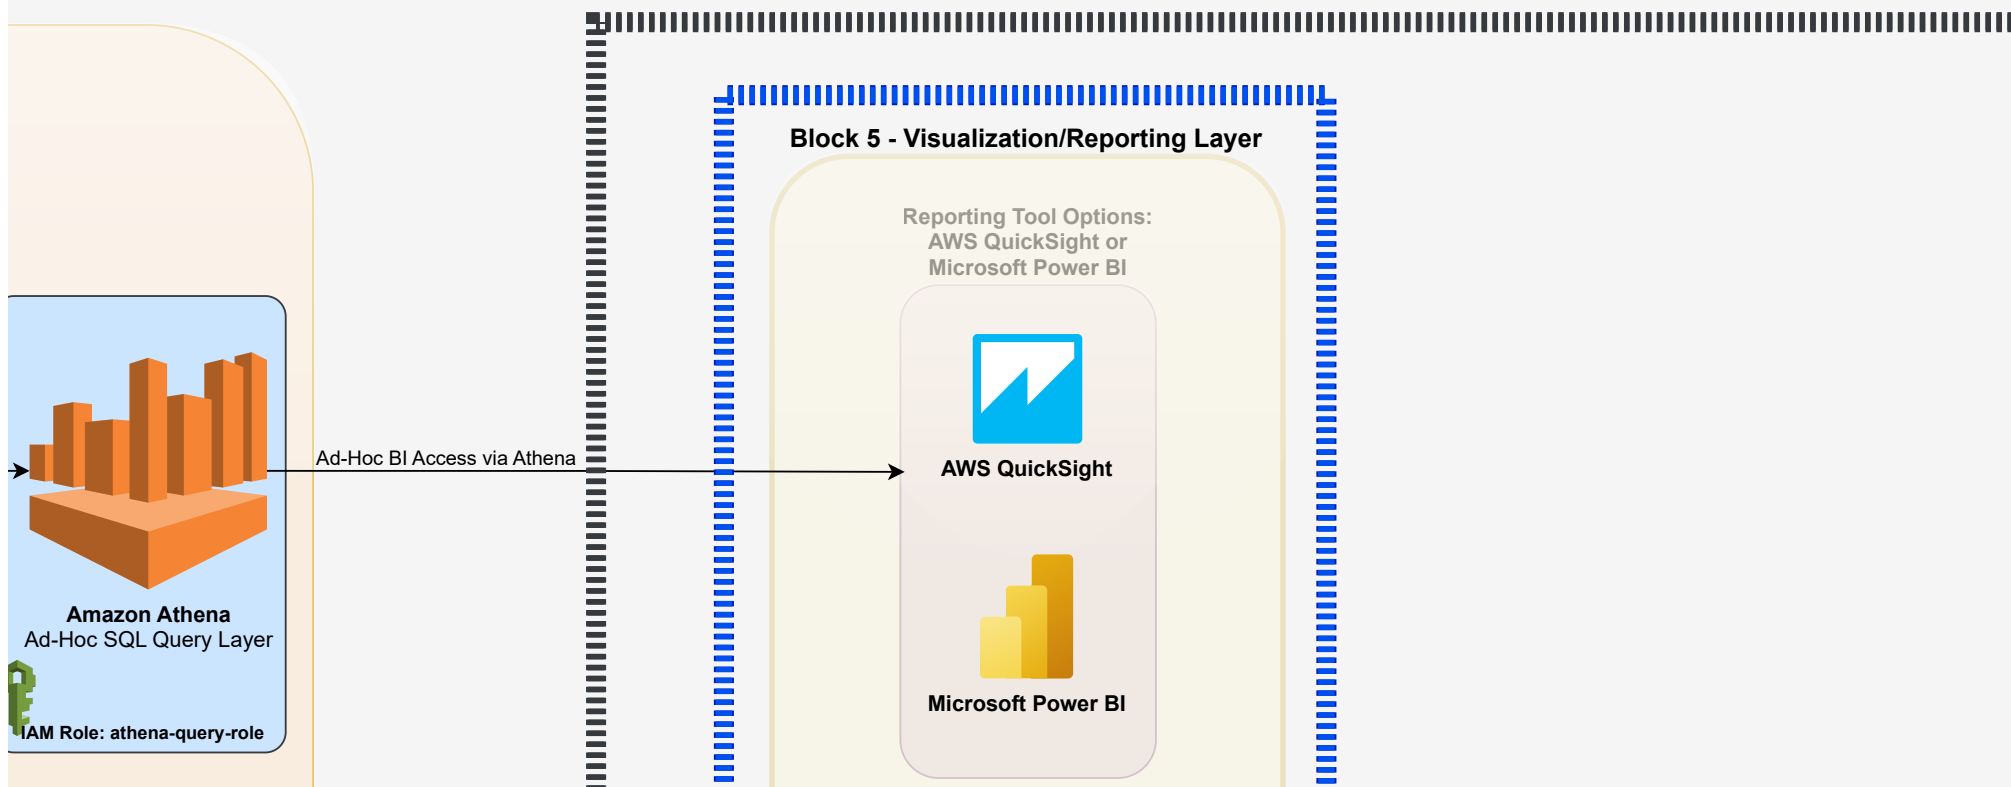 Block 5 - Visualization/Reporting Layer
Reporting Tool Options:
AWS QuickSight or
Microsoft Power BI
Ad-Hoc BI Access via Athena
AWS QuickSight
Amazon Athena
Ad-Hoc SQL Query Layer
Microsoft Power BI
IAM Role: athena-query-role